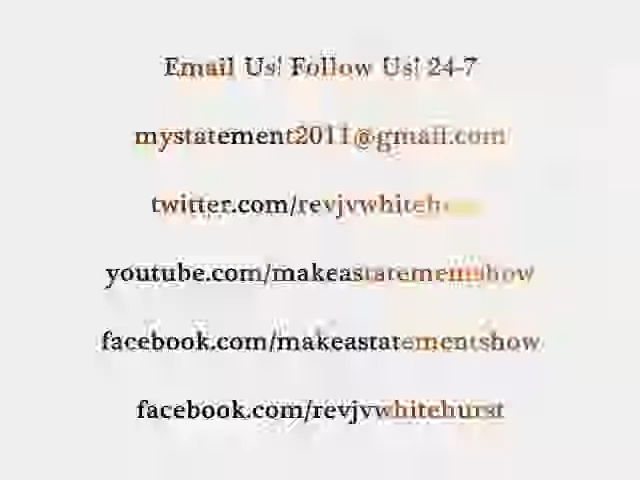 Email Us! Follow Us! 24-7
mystatement2011@gmail.com
youtube.com/makeastatementshow
facebook.com/makeastatementshow
facebook.com/revjvwhitehurst